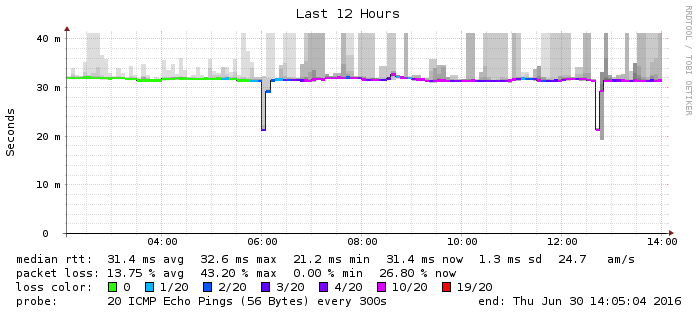 Last 12 Hours
RRDTOOL / TOBI OETIKER
Seconds
40 m
30 m
20 m
10 m
0
04:00 06:00 08:00 10:00 12:00 14:00
median rtt: 31.4 ms avg 32.6 ms max 21.2 ms min 31.4 ms now 1.3 ms sd 24.7 am/s
packet loss: 13.75 % avg 43.20 % max 0.00 % min 26.80 % now
loss color: 0 1/20 2/20 3/20 4/20 10/20 19/20
probe: 20 ICMP Echo Pings (56 Bytes) every 300s end: Thu Jun 30 14:05:04 2016